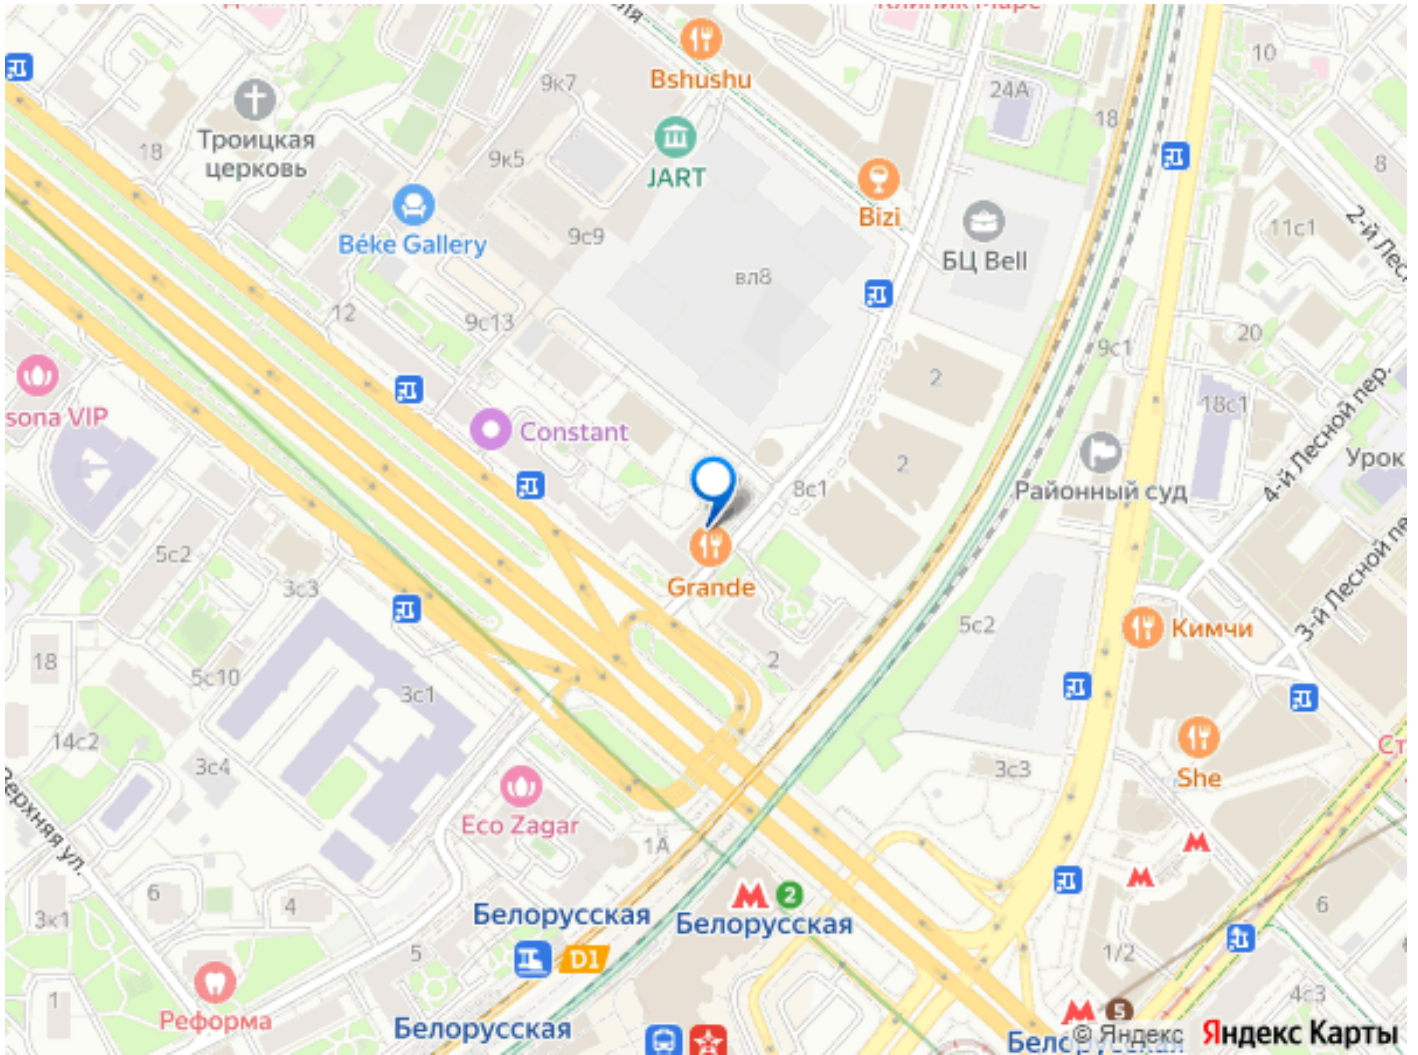 Клиник Марс
Bshushu
9к7
24А
10
18
Троицкая
церковь
18
9к5
JART
Bizi
8
11с1
2-й Лес
Béke Gallery
9с9
вл8
БЦ Bell
12
9с13
20
9с1
2
18с1
4-й Лесной пер.
sona VIP
Constant
2
Урок
8с1
Районный суд
5с2
3с3
Grande
3-й Лесной пе
5с2
Кимчи
18
5с10
3с1
2
14с2
3с4
3с3
She
Ст
Верхняя ул.
Eco Zagar
1А
6
4
3к1
Белорусская
2
Белорусская
6
5
D1
1/2
1
Реформа
4с3
5
Белорусская
Бел
© Яндекс
Яндекс Карты